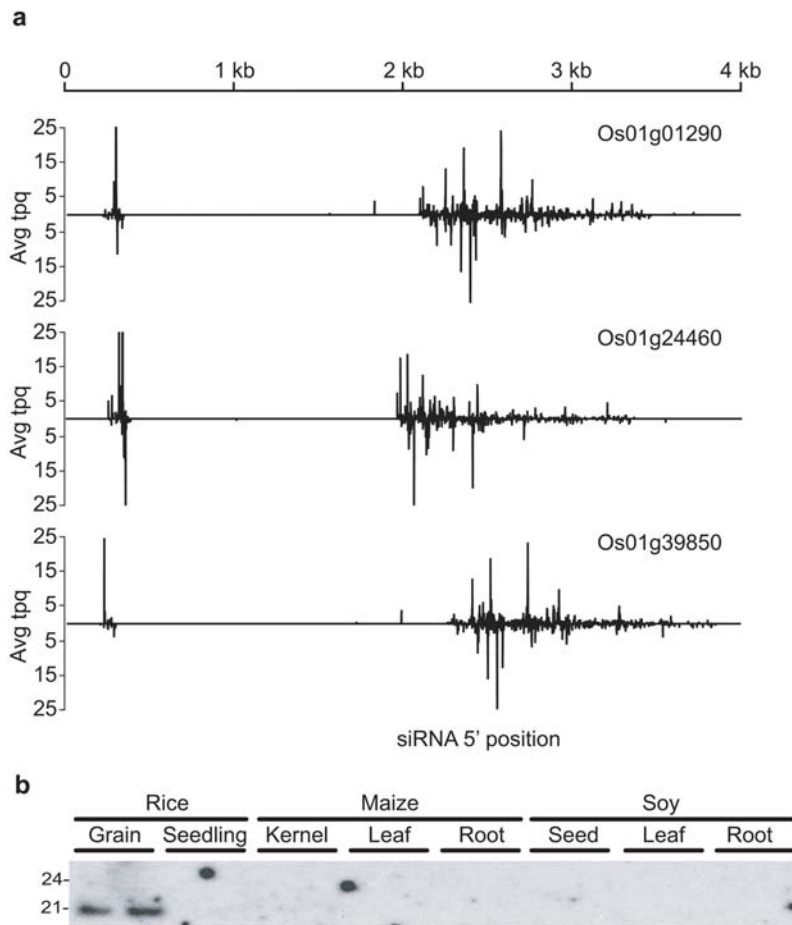 a
0 1 kb 2 kb 3 kb 4 kb
Os01g01290
25
15
5
5
15
25
Avg tpq
Os01g24460
25
15
5
5
15
25
Avg tpq
Os01g39850
25
15
5
5
15
25
Avg tpq
siRNA 5' position
b
Rice Maize Soy
Grain Seedling Kernel Leaf Root Seed Leaf Root
24
21